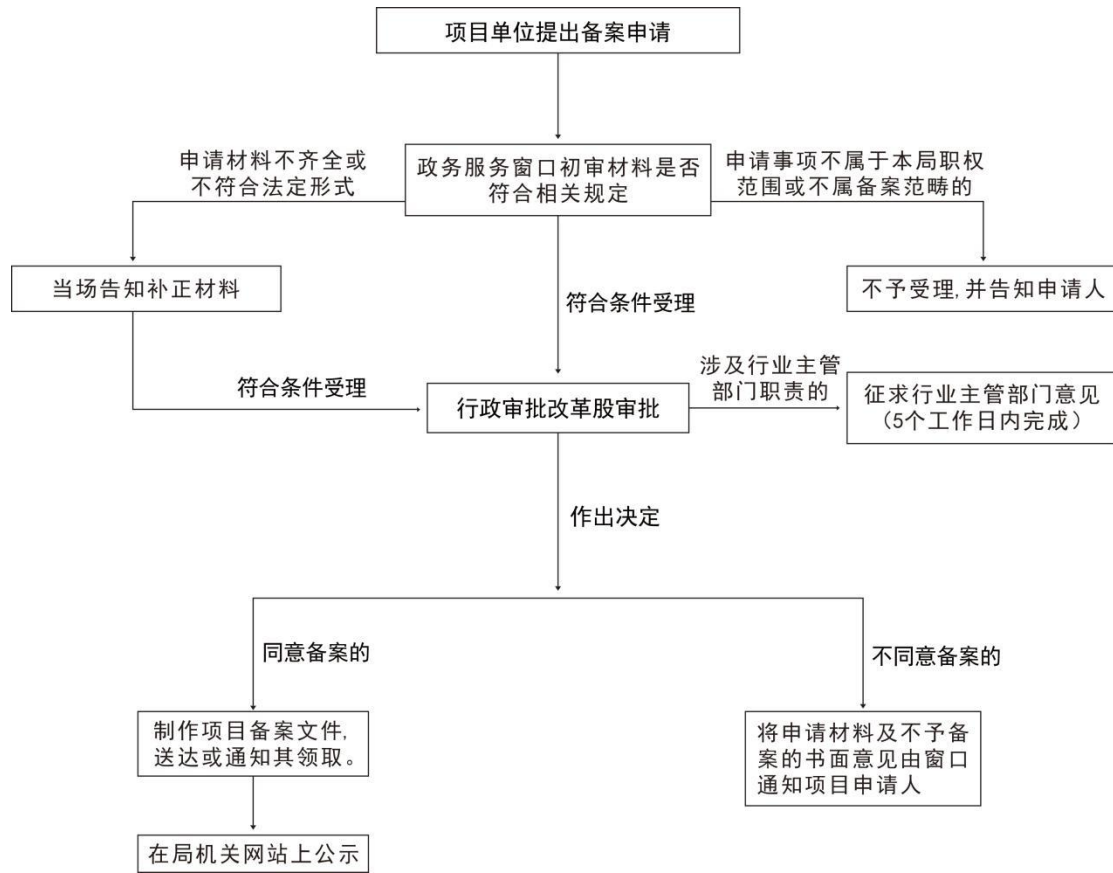 项目单位提出备案申请
申请材料不齐全或
不符合法定形式
政务服务窗口初审材料是否
符合相关规定
申请事项不属于本局职权
范围或不属备案范畴的
当场告知补正材料
符合条件受理
不予受理,并告知申请人
符合条件受理
行政审批改革股审批
涉及行业主管
部门职责的
征求行业主管部门意见
（5个工作日内完成）
作出决定
同意备案的
不同意备案的
制作项目备案文件,
送达或通知其领取。
将申请材料及不予备
案的书面意见由窗口
通知项目申请人
在局机关网站上公示